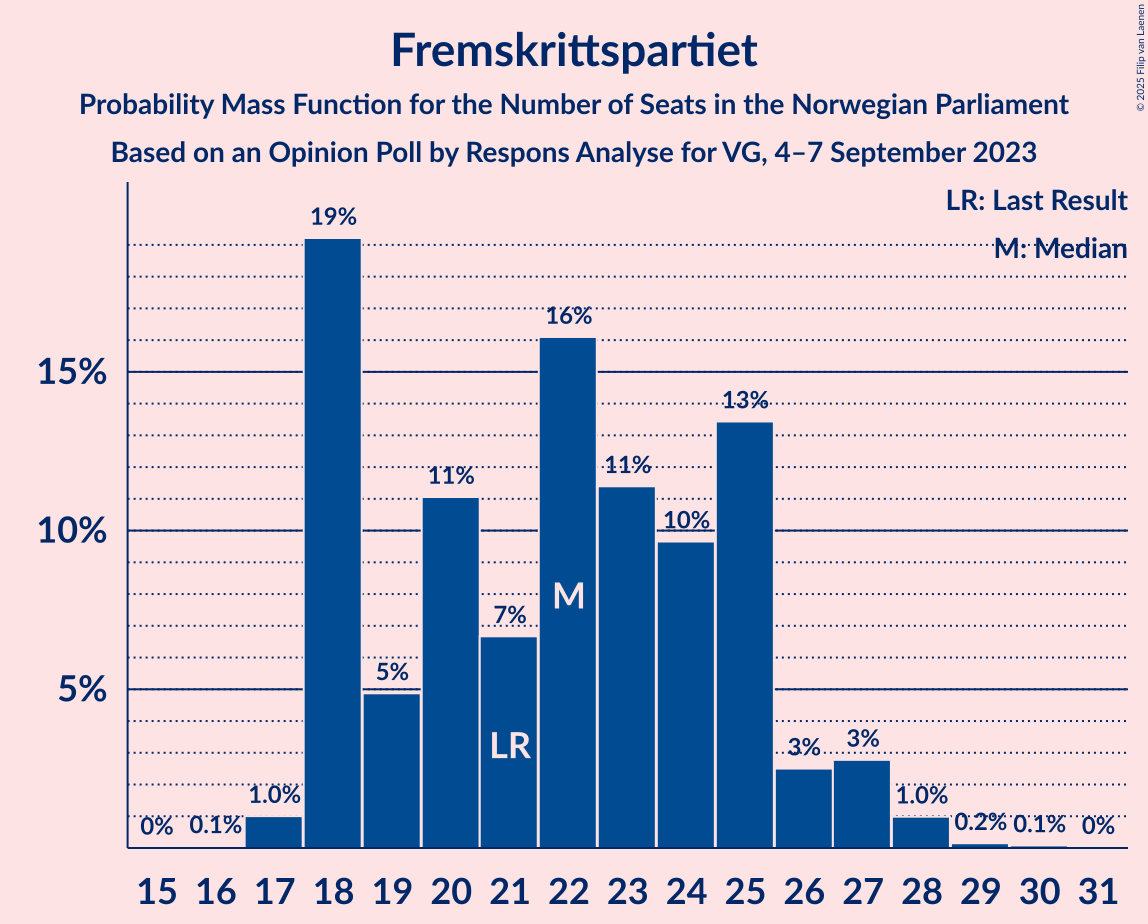 Fremskrittspartiet
Probability Mass Function for the Number of Seats in the Norwegian Parliament
Based on an Opinion Poll by Respons Analyse for VG, 4–7 September 2023
© 2025 Filip van Laenen
LR: Last Result
M: Median
15%
10%
5%
0% 0.1% 1.0% 19% 5% 11% 7% 16% 11% 10% 13% 3% 3% 1.0% 0.2% 0.1% 0%
M
LR
15 16 17 18 19 20 21 22 23 24 25 26 27 28 29 30 31